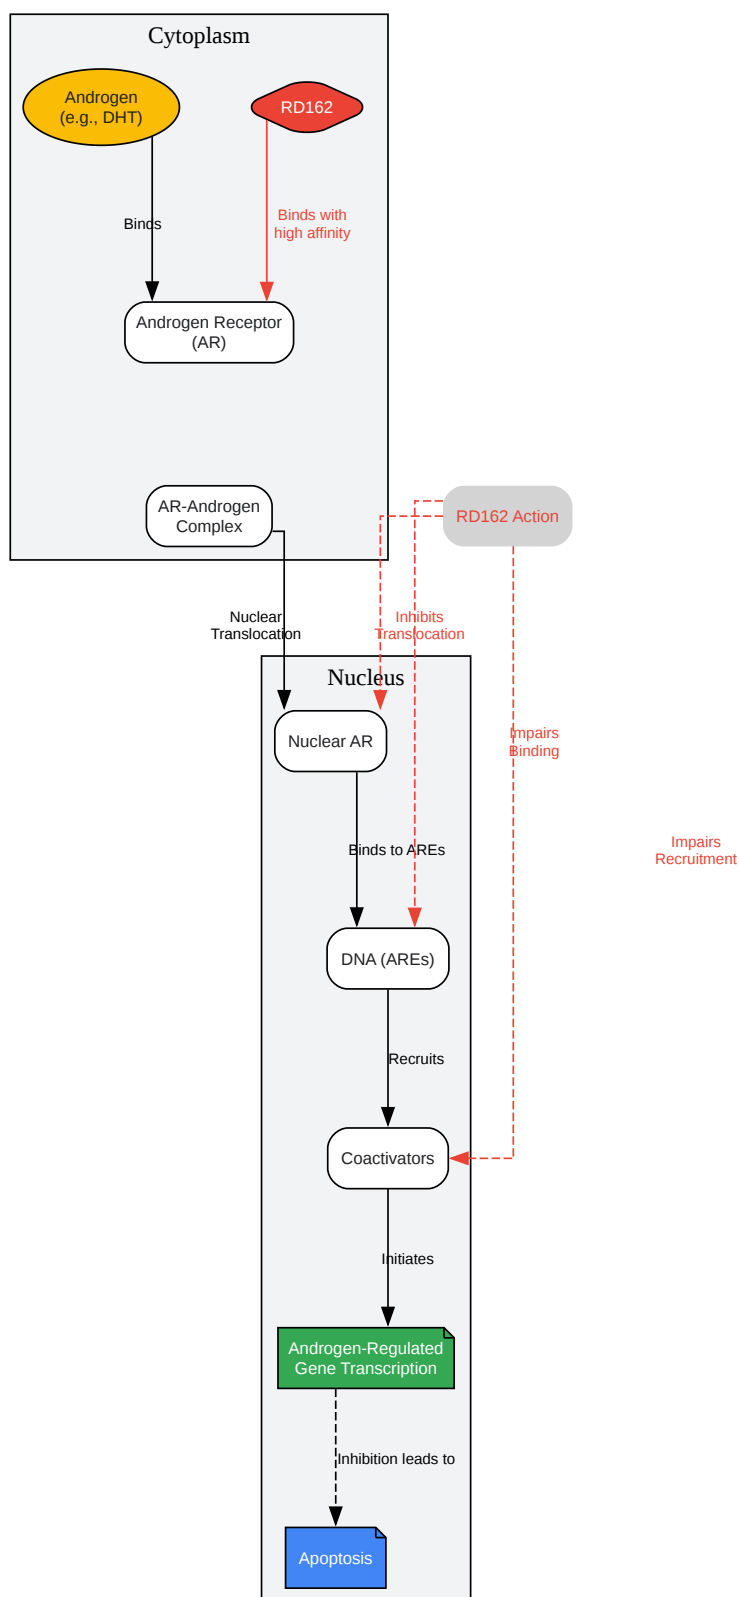 Cytoplasm
Androgen
(e.g., DHT)
RD162
Binds
Binds with
high affinity
Androgen Receptor
(AR)
AR-Androgen
Complex
RD162 Action
Nuclear
Translocation
Inhibits
Translocation
Nucleus
Nuclear AR
Impairs
Binding
Binds to AREs
Impairs
Recruitment
DNA (AREs)
Recruits
Coactivators
Initiates
Androgen-Regulated
Gene Transcription
Inhibition leads to
Apoptosis